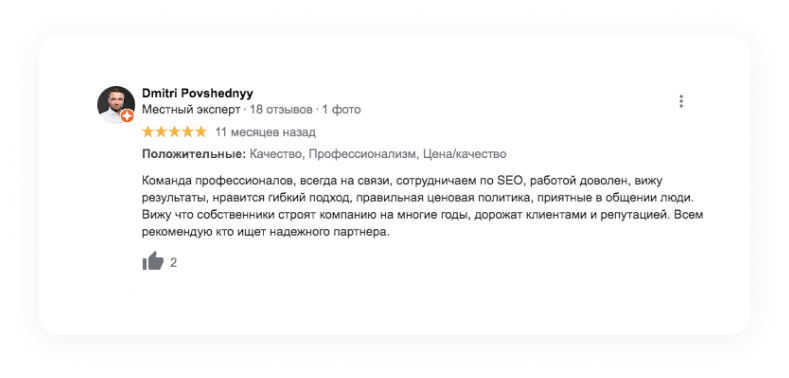 Dmitri Povshednyy
Местный эксперт · 18 отзывов · 1 фото
11 месяцев назад
Положительные: Качество, Профессионализм, Цена/качество
Команда профессионалов, всегда на связи, сотрудничаем по SEO, работой доволен, вижу
результаты, нравится гибкий подход, правильная ценовая политика, приятные в общении люди.
Вижу что собственники строят компанию на многие годы, дорожат клиентами и репутацией. Всем
рекомендую кто ищет надежного партнера.
2